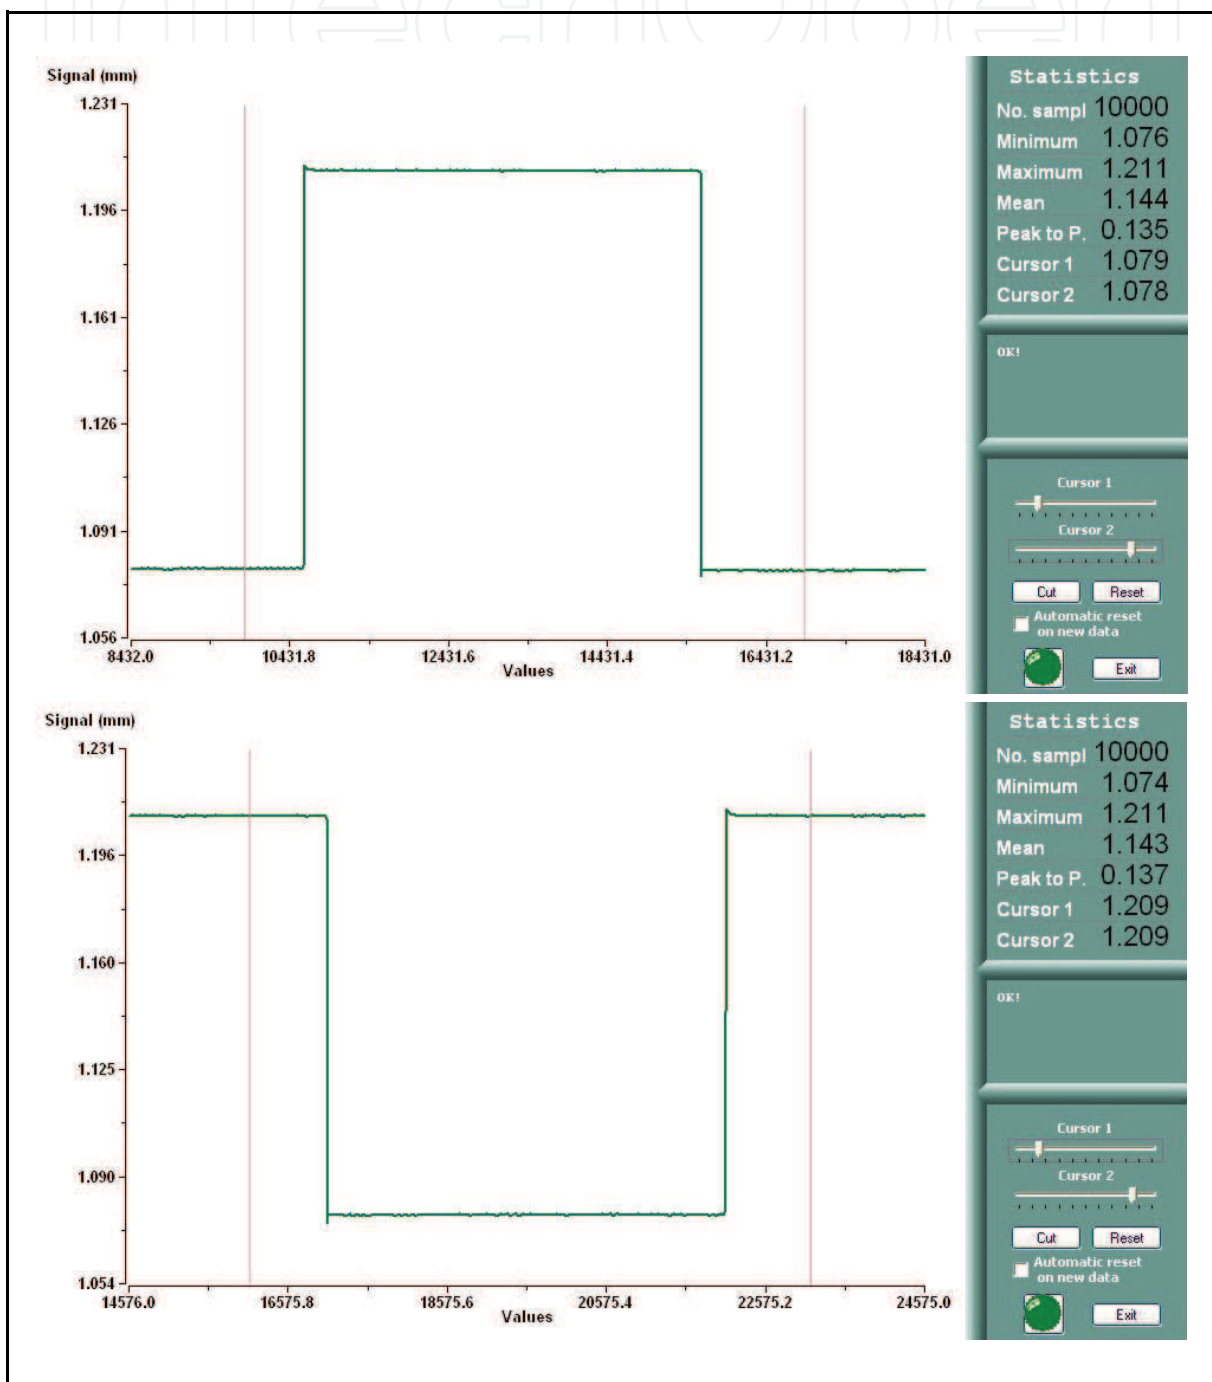 Signal (mm)
1.231
1.196
1.161
1.126
1.091
1.056
8432.0 10431.8 12431.6 14431.4 16431.2 18431.0
Values
Statistics
No. sampl 10000
Minimum 1.076
Maximum 1.211
Mean 1.144
Peak to P. 0.135
Cursor 1 1.079
Cursor 2 1.078
OK!
Cursor 1
Cursor 2
Cut Reset
Automatic reset
on new data
Exit
Signal (mm)
1.231
1.196
1.160
1.125
1.090
1.054
14576.0 16575.8 18575.6 20575.4 22575.2 24575.0
Values
Statistics
No. sampl 10000
Minimum 1.074
Maximum 1.211
Mean 1.143
Peak to P. 0.137
Cursor 1 1.209
Cursor 2 1.209
OK!
Cursor 1
Cursor 2
Cut Reset
Automatic reset
on new data
Exit